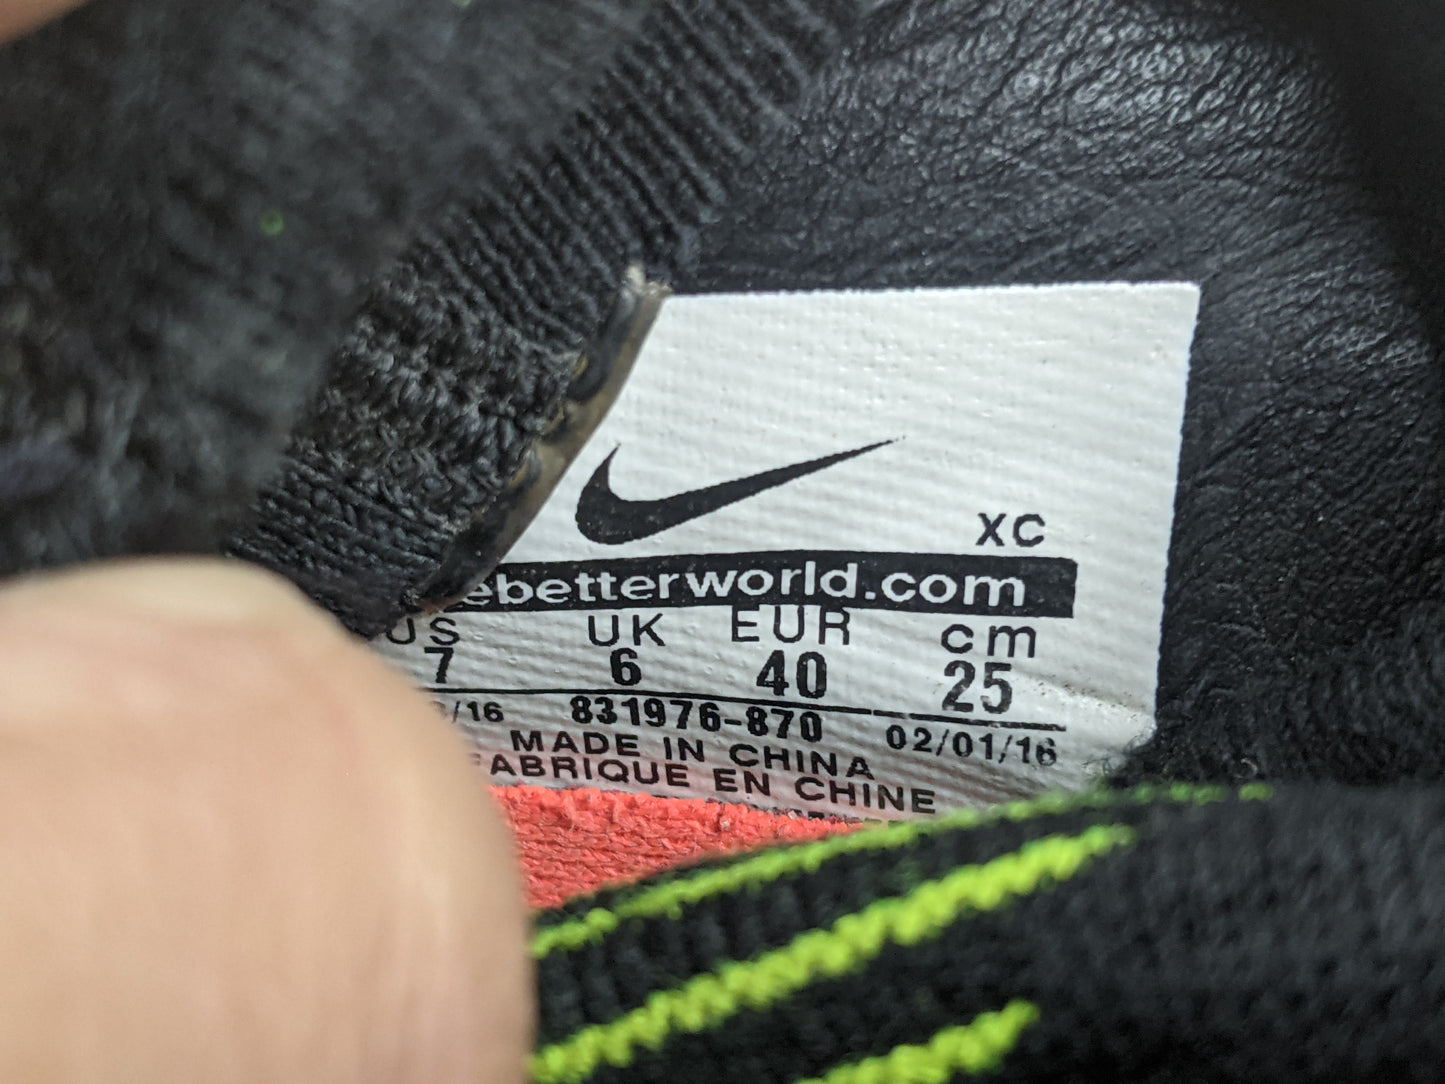 XC
ebetterworld.com
US UK EUR cm
7 6 40 25
/16 831976-870 02/01/16
MADE IN CHINA
FABRIQUE EN CHINE